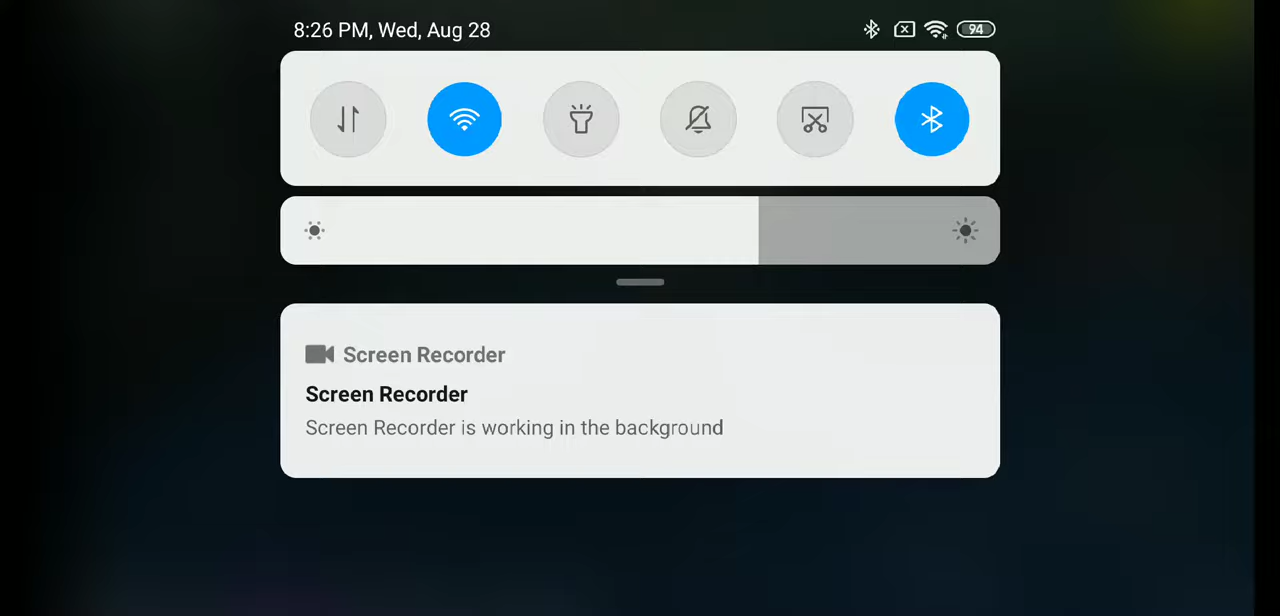 8:26 PM, Wed, Aug 28
94
Screen Recorder
Screen Recorder
Screen Recorder is working in the background